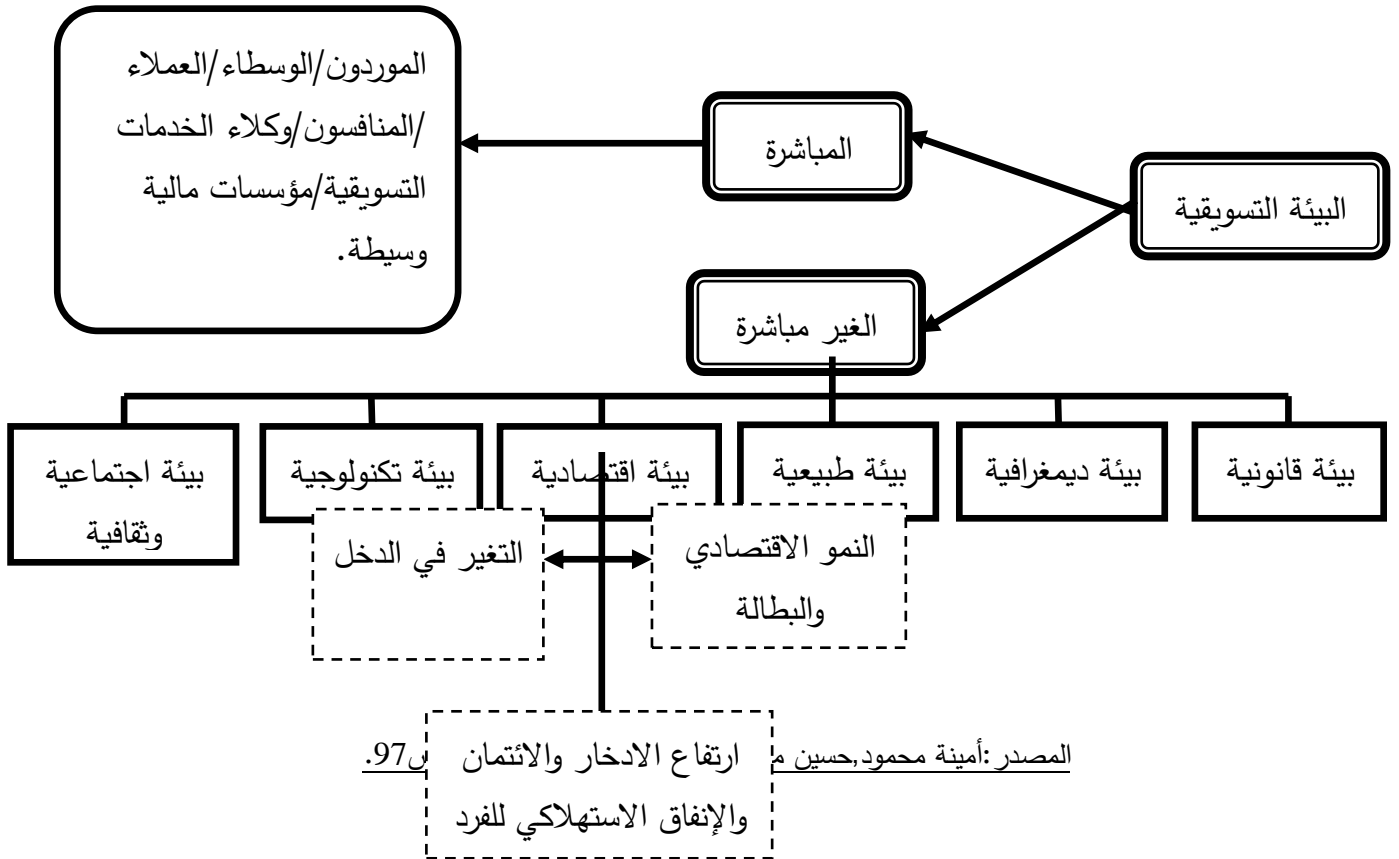 الموردون/الوسطاء/العملاء
/المنافسون/وكلاء الخدمات
التسويقية/مؤسسات مالية
وسيطة.
المباشرة
البيئة التسويقية
الغير مباشرة
بيئة قانونية
بيئة ديمغرافية
بيئة طبيعية
بيئة اقتصادية
بيئة تكنولوجية
بيئة اجتماعية
وثقافية
النمو الاقتصادي
والبطالة
التغير في الدخل
ارتفاع الادخار والائتمان
والإنفاق الاستهلاكي للفرد
المصدر:أمينة محمود,حسين 97.